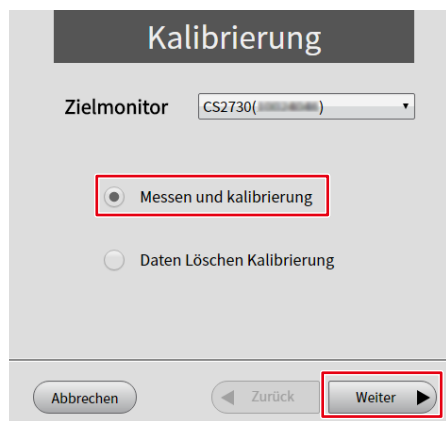 Kalibrierung
Zielmonitor CS2730( )
Messen und kalibrierung
Daten Löschen Kalibrierung
Abbrechen Zurück Weiter